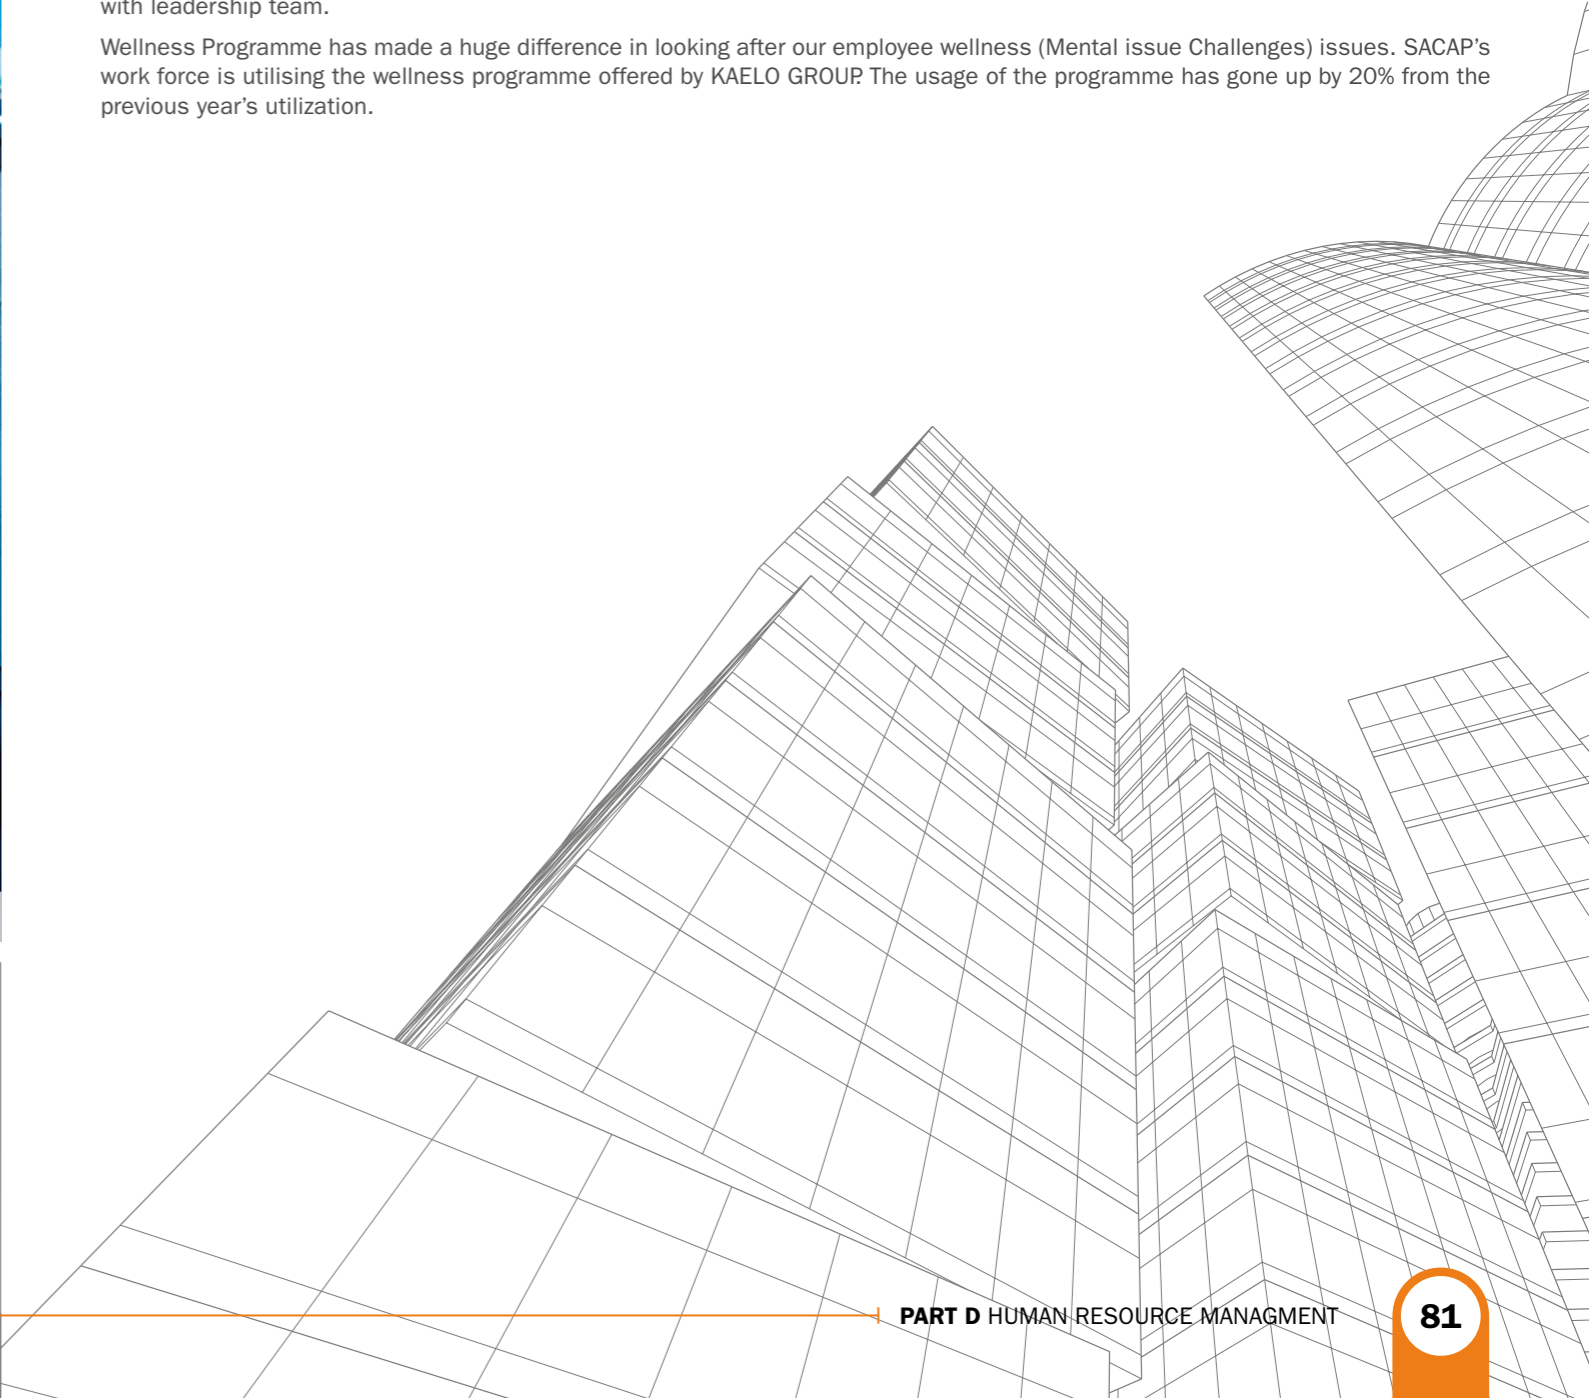 with leadership team.
Wellness Programme has made a huge difference in looking after our employee wellness (Mental issue Challenges) issues. SACAP’s
work force is utilising the wellness programme offered by KAELO GROUP. The usage of the programme has gone up by 20% from the
previous year’s utilization.
PART D HUMAN RESOURCE MANAGMENT
81